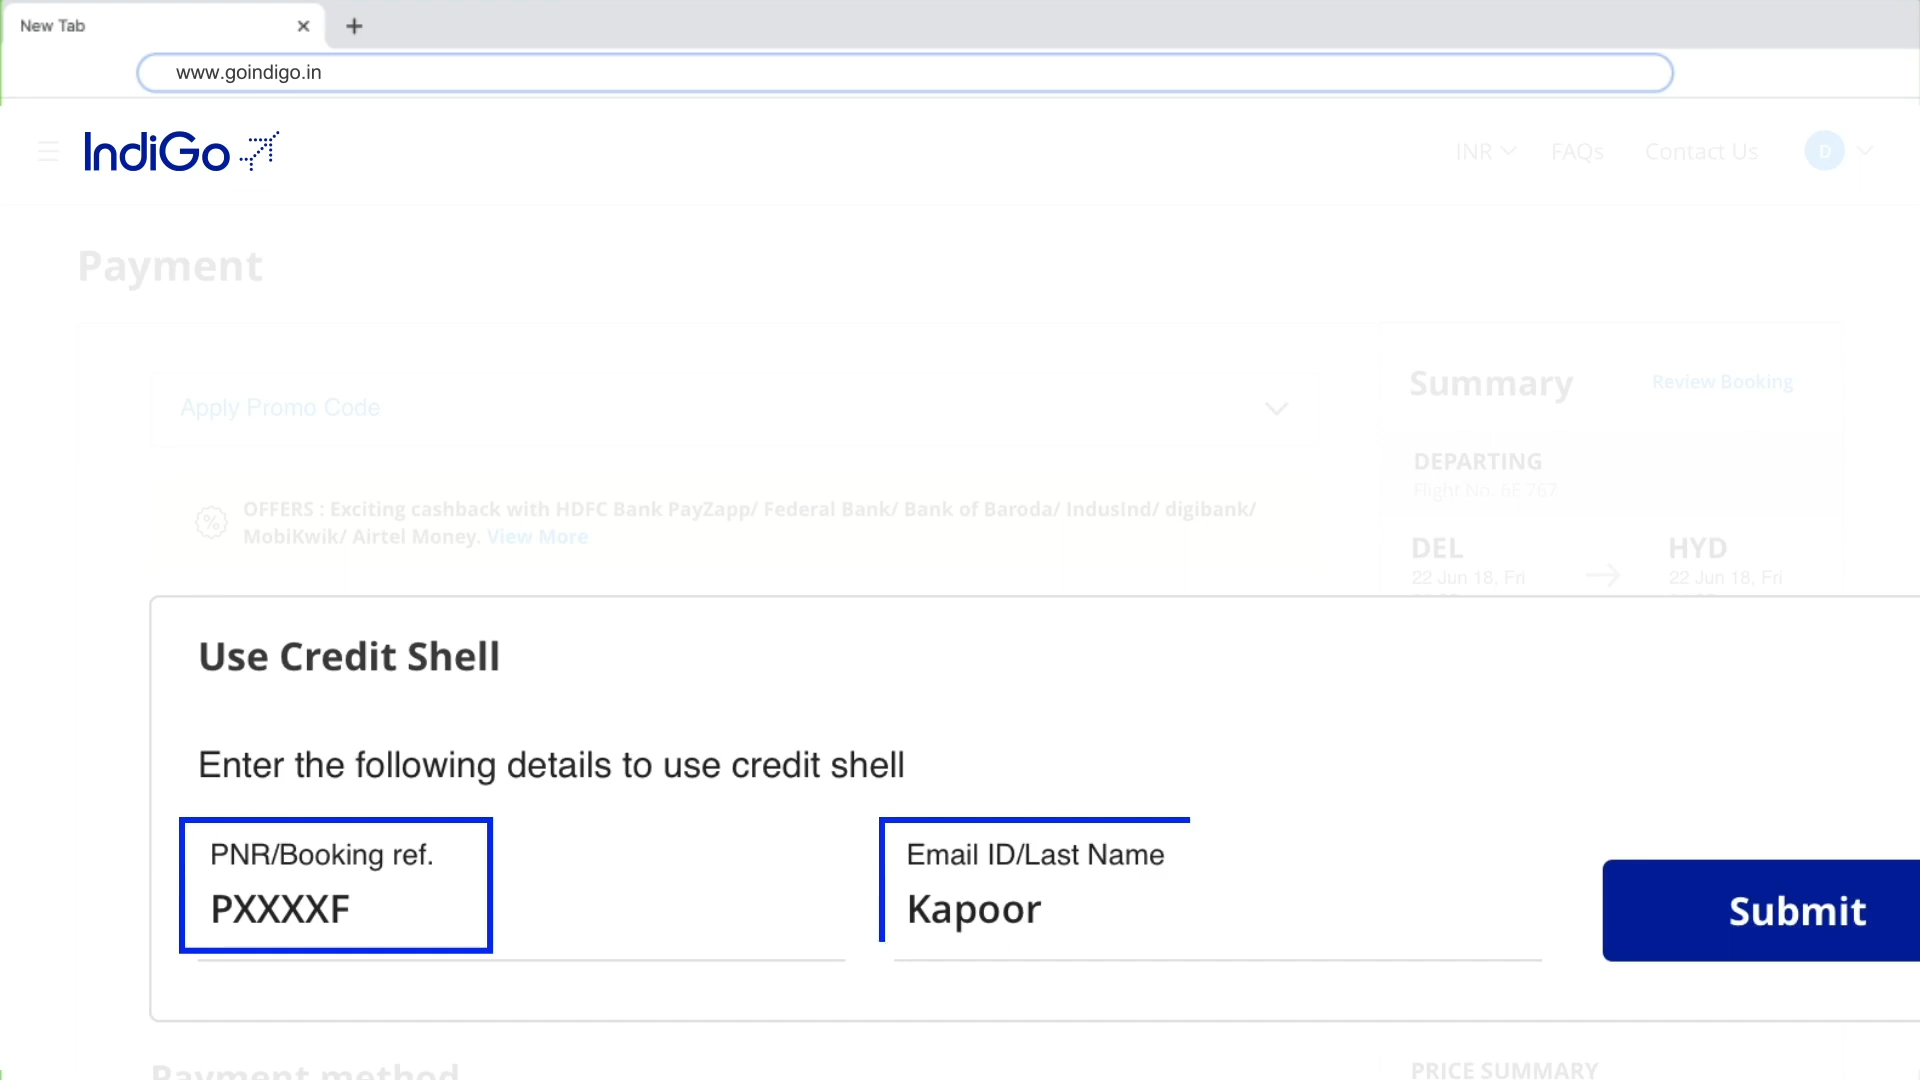 New Tab
www.goindigo.in
IndiGo
INR FAQs Contact Us D
Payment
Apply Promo Code
Summary Review Booking
DEPARTING
Flight No. 6E 767
OFFERS : Exciting cashback with HDFC Bank PayZapp/ Federal Bank/ Bank of Baroda/ IndusInd/ digibank/
MobiKwik/ Airtel Money. View More
DEL HYD
22 Jun 18, Fri 22 Jun 18, Fri
Use Credit Shell
Enter the following details to use credit shell
PNR/Booking ref.
PXXXXF
Email ID/Last Name
Kapoor
Submit
Payment method
PRICE SUMMARY